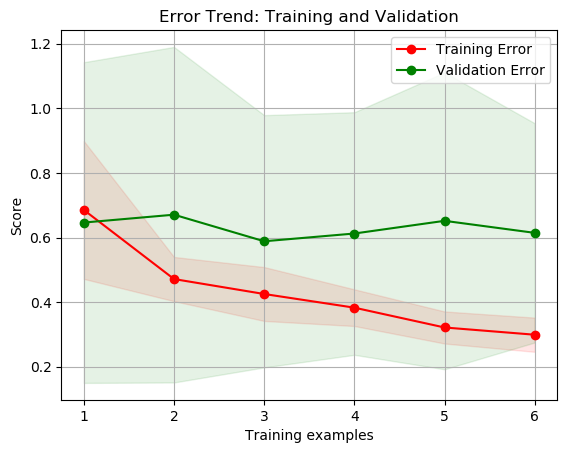 Error Trend: Training and Validation
Training Error
Validation Error
Score
1.2
1.0
0.8
0.6
0.4
0.2
1 2 3 4 5 6
Training examples